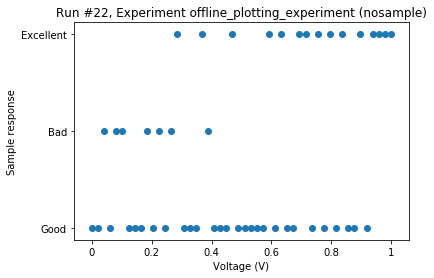 Run #22, Experiment offline_plotting_experiment (nosample)
Excellent
Bad
Good
Sample response
0
0.2
0.4
0.6
0.8
1
Voltage (V)